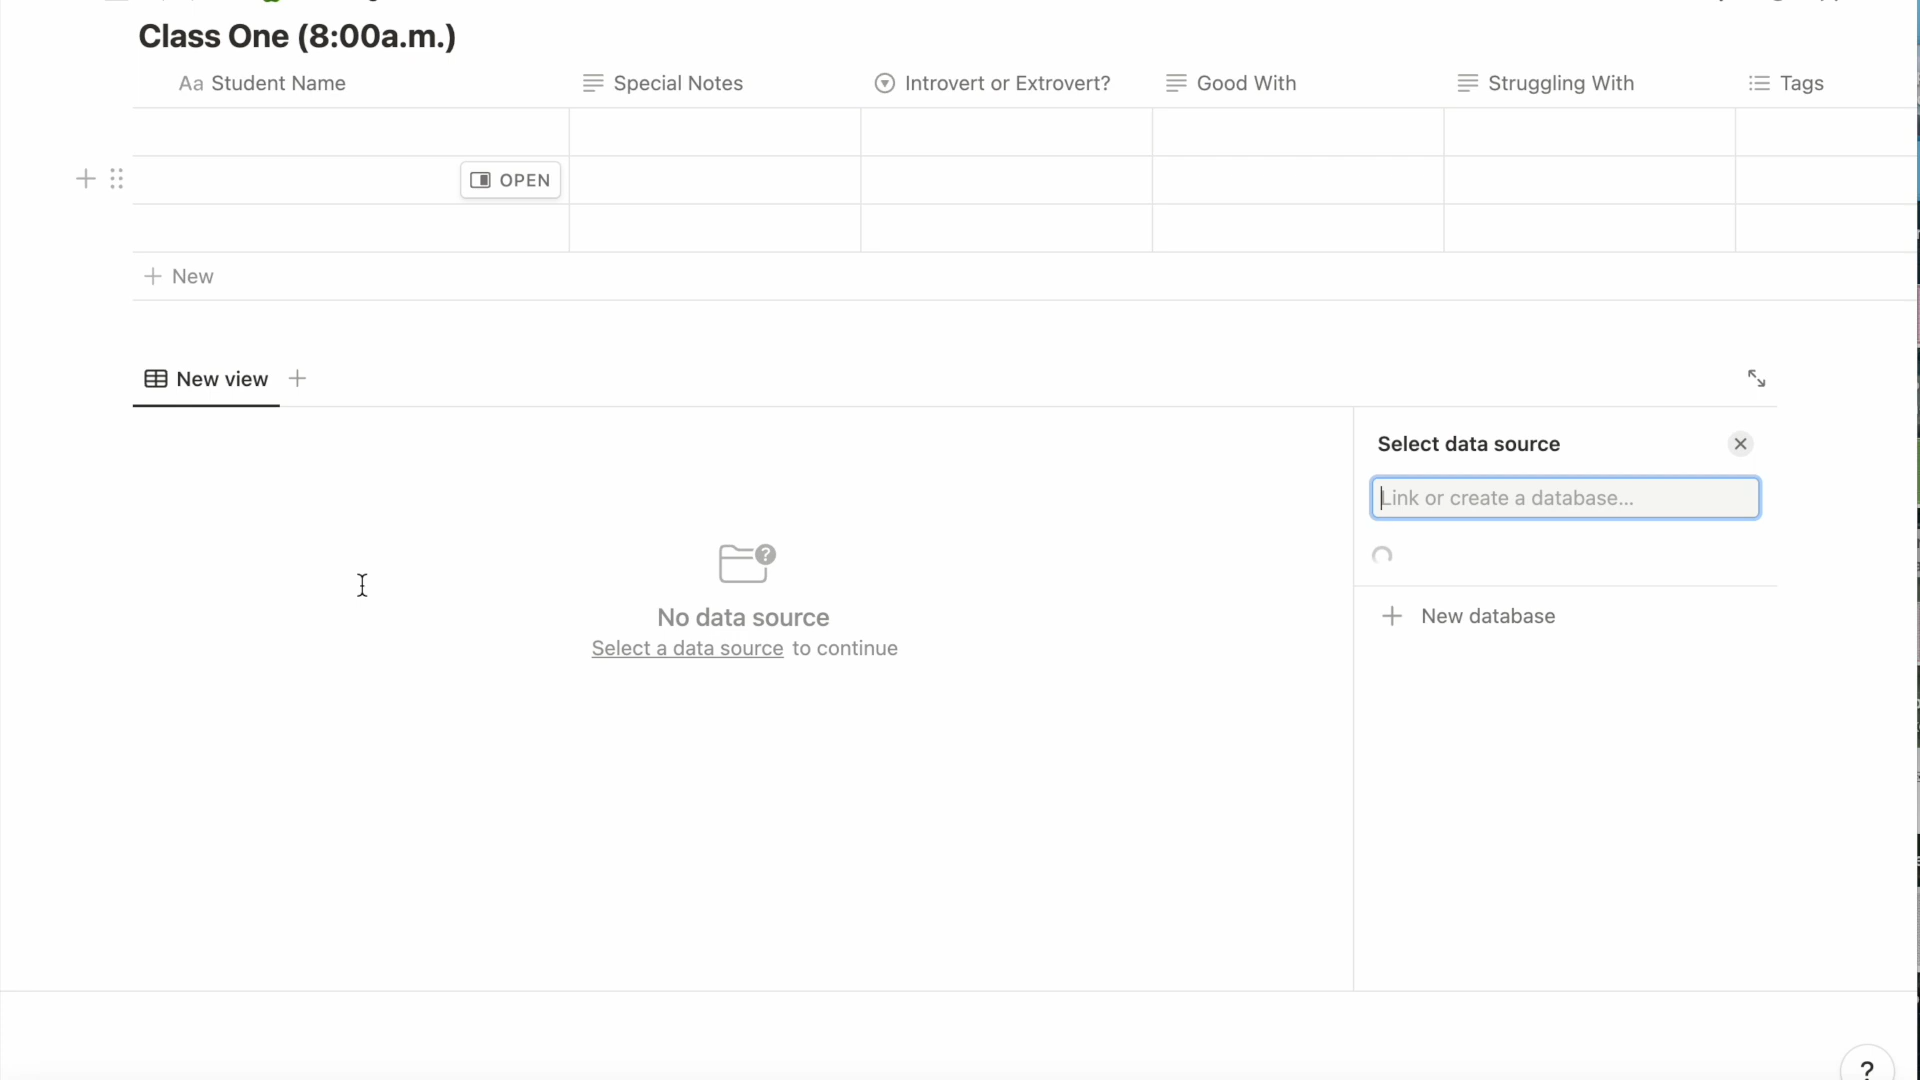 Class One (8:00a.m.)
Aa Student Name
Special Notes
Introvert or Extrovert?
Good With
Struggling With
Tags
OPEN
+ New
New view +
Select data source
Link or create a database...
No data source
Select a data source to continue
+ New database
?